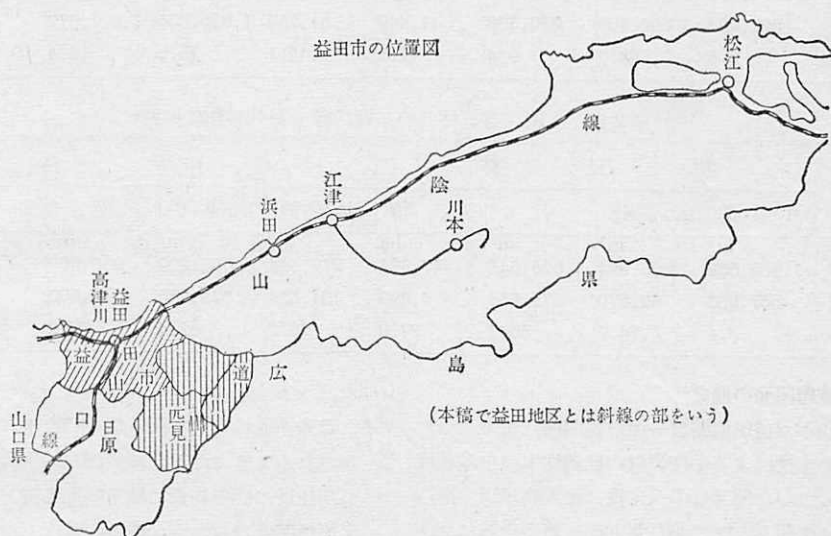 益田市の位置図
松江
山陰線
江津
川本
浜田
高津川
益田
益田市
広島県
道川
匹見
日原
山口線
山口県
(本稿で益田地区とは斜線の部をいう)